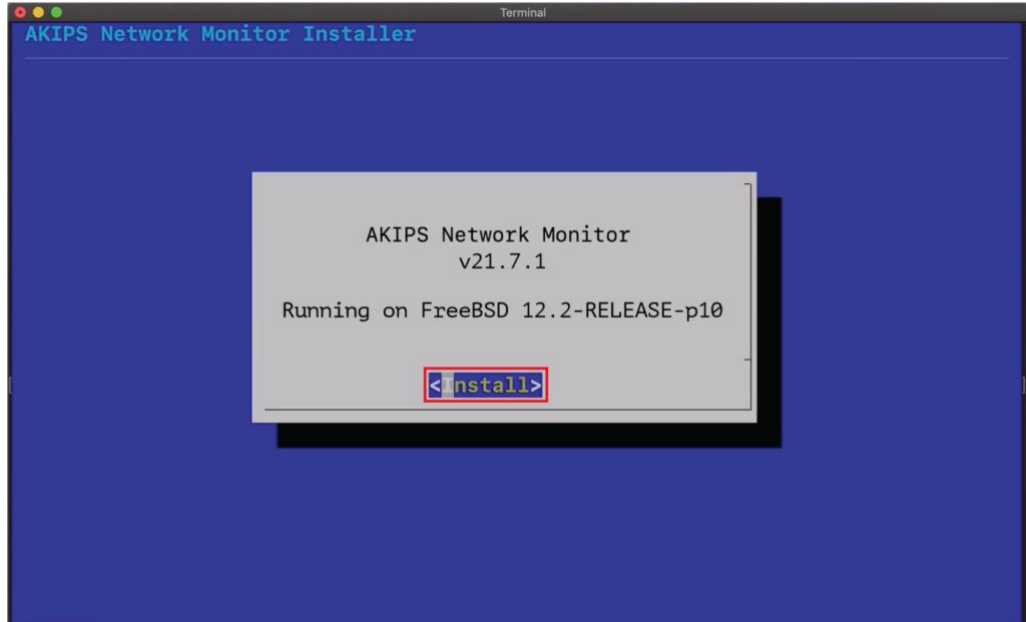 Terminal
AKIPS Network Monitor Installer
AKIPS Network Monitor
v21.7.1
Running on FreeBSD 12.2-RELEASE-p10
<Install>